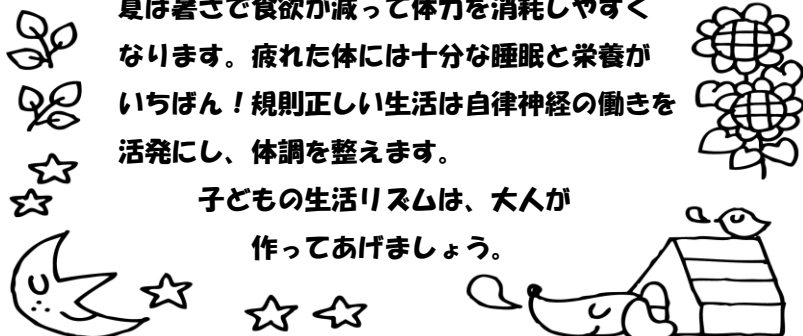 夏は暑さで食欲が減って体力を消耗しやすく
なります。疲れた体には十分な睡眠と栄養が
いちばん！規則正しい生活は自律神経の働きを
活発にし、体調を整えます。
子どもの生活リズムは、大人が
作ってあげましょう。